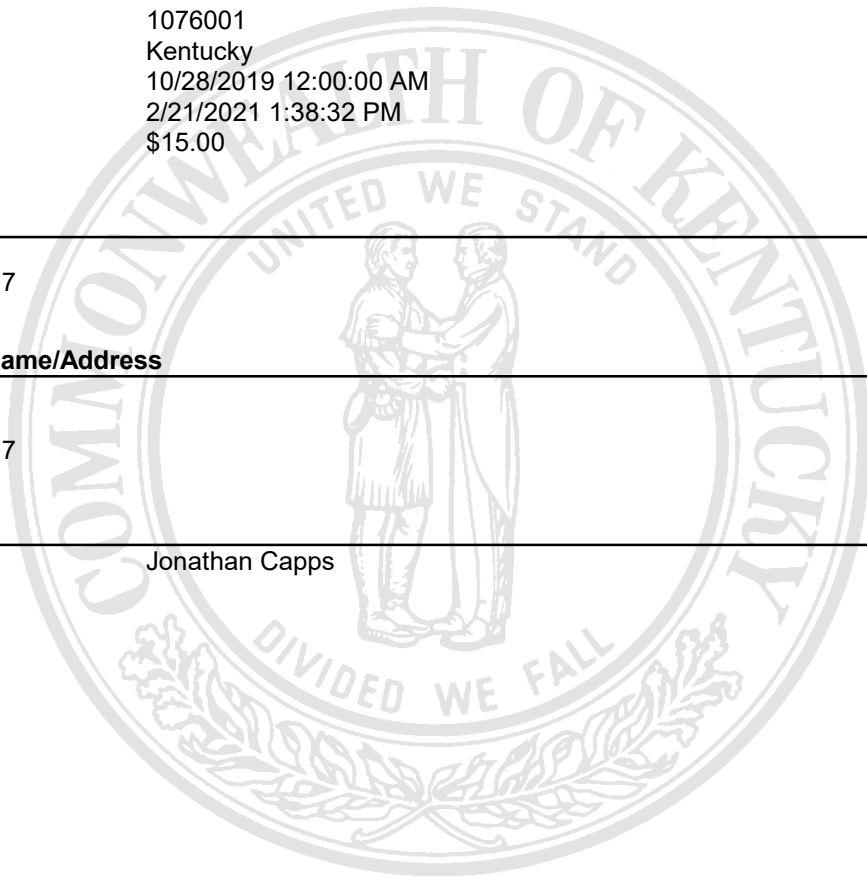 1076001
Kentucky
10/28/2019 12:00:00 AM
2/21/2021 1:38:32 PM
$15.00
COMMONWEALTH OF KENTUCKY
UNITED WE STAND
7
ame/Address
7
Jonathan Capps
DIVIDED WE FALL